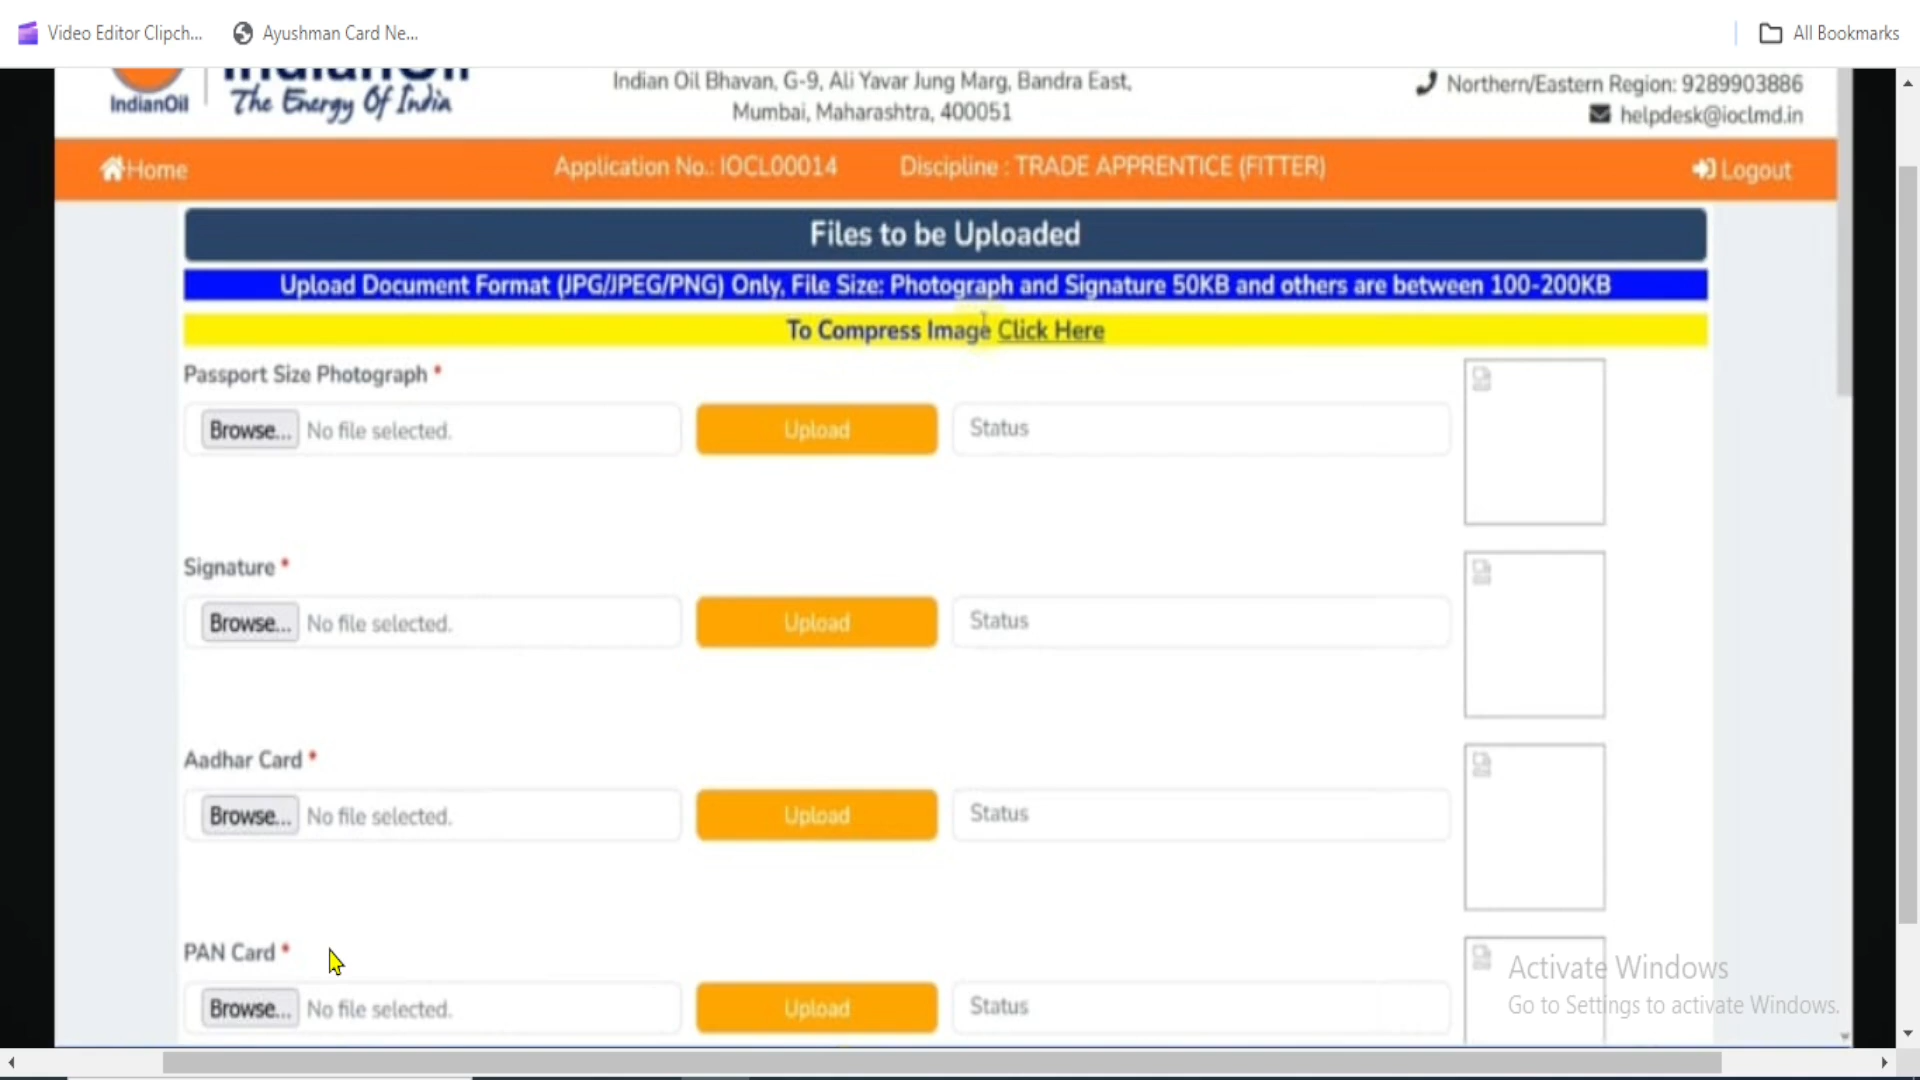 Video Editor Clipch...
Ayushman Card Ne...
All Bookmarks
IndianOil
IndianOil
The Energy Of India
Indian Oil Bhavan, G-9, Ali Yavar Jung Marg, Bandra East,
Mumbai, Maharashtra, 400051
Northern/Eastern Region: 9289903886
helpdesk@ioclmd.in
Home
Application No.: IOCL00014
Discipline : TRADE APPRENTICE (FITTER)
Logout
Files to be Uploaded
Upload Document Format (JPG/JPEG/PNG) Only, File Size: Photograph and Signature 50KB and others are between 100-200KB
To Compress Image Click Here
Passport Size Photograph *
Browse... No file selected.
Upload
Status
Signature *
Browse... No file selected.
Upload
Status
Aadhar Card *
Browse... No file selected.
Upload
Status
PAN Card *
Browse... No file selected.
Upload
Status
Activate Windows
Go to Settings to activate Windows.